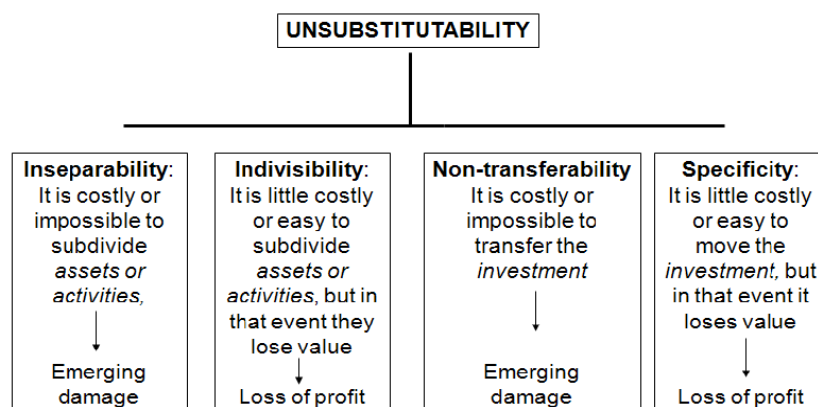 UNSUBSTITUTABILITY
Inseparability:
It is costly or
impossible to
subdivide
assets or
activities,
Emerging
damage
Indivisibility:
It is little costly
or easy to
subdivide
assets or
activities, but in
that event they
lose value
Loss of profit
Non-transferability
It is costly or
impossible to
transfer the
investment
Emerging
damage
Specificity:
It is little costly
or easy to
move the
investment, but
in that event it
loses value
Loss of profit